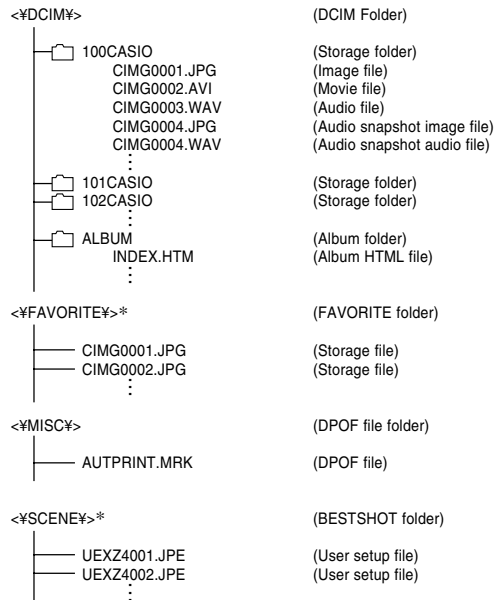 <¥DCIM¥> (DCIM Folder)
100CASIO (Storage folder)
CIMG0001.JPG (Image file)
CIMG0002.AVI (Movie file)
CIMG0003.WAV (Audio file)
CIMG0004.JPG (Audio snapshot image file)
CIMG0004.WAV (Audio snapshot audio file)
101CASIO (Storage folder)
102CASIO (Storage folder)
ALBUM (Album folder)
INDEX.HTM (Album HTML file)
<¥FAVORITE¥>* (FAVORITE folder)
CIMG0001.JPG (Storage file)
CIMG0002.JPG (Storage file)
<¥MISC¥> (DPOF file folder)
AUTPRINT.MRK (DPOF file)
<¥SCENE¥>* (BESTSHOT folder)
UEXZ4001.JPE (User setup file)
UEXZ4002.JPE (User setup file)